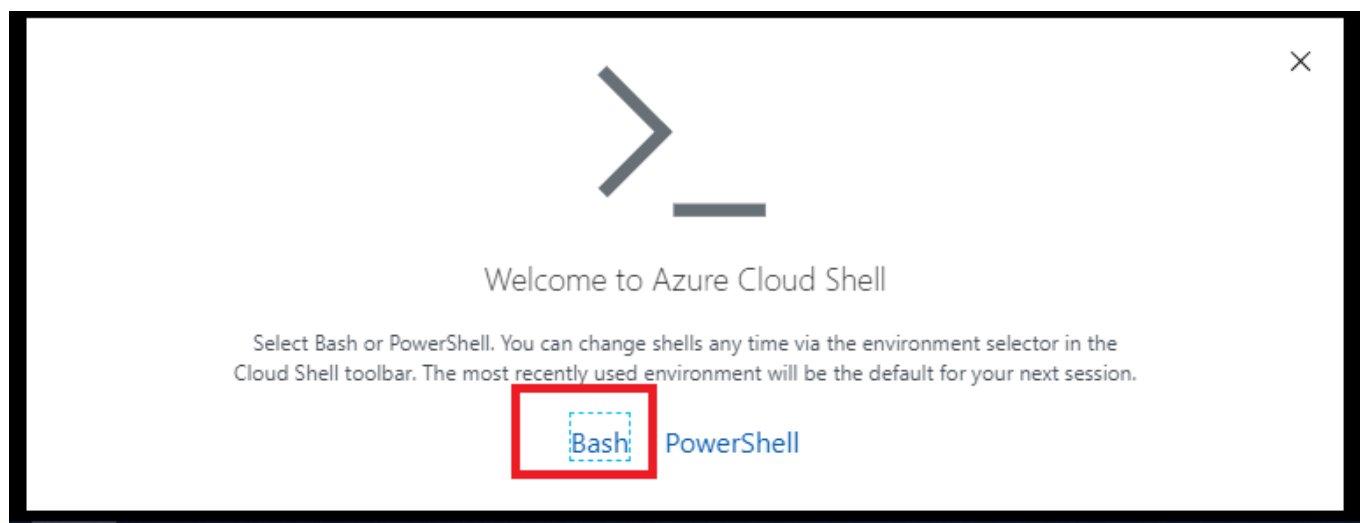 Welcome to Azure Cloud Shell
Select Bash or PowerShell. You can change shells any time via the environment selector in the
Cloud Shell toolbar. The most recently used environment will be the default for your next session.
Bash PowerShell